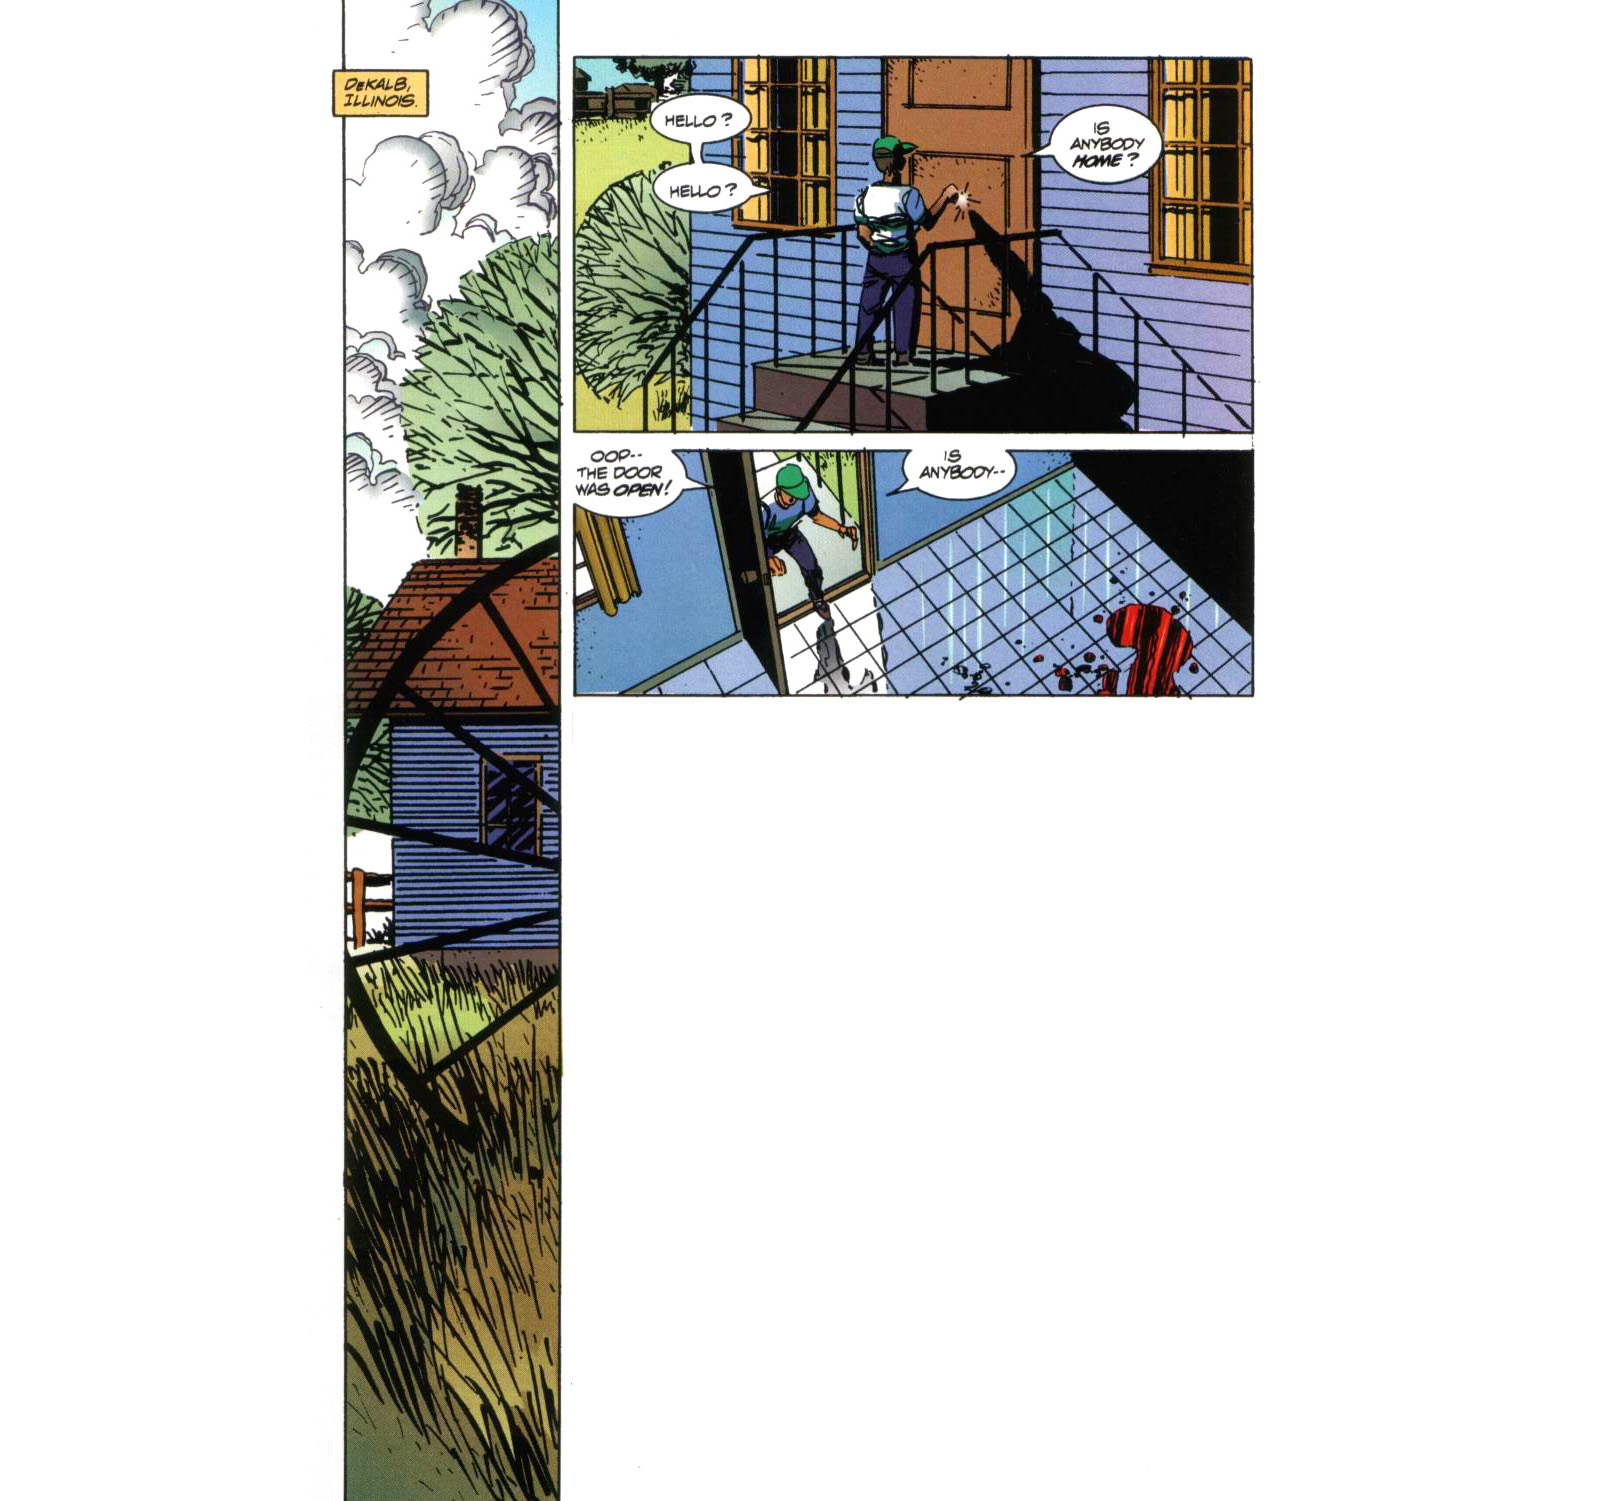 DeKALB,
ILLINOIS.
HELLO?
HELLO?
IS
ANYBODY
HOME?
OOP--
THE DOOR
WAS OPEN!
IS
ANYBODY--